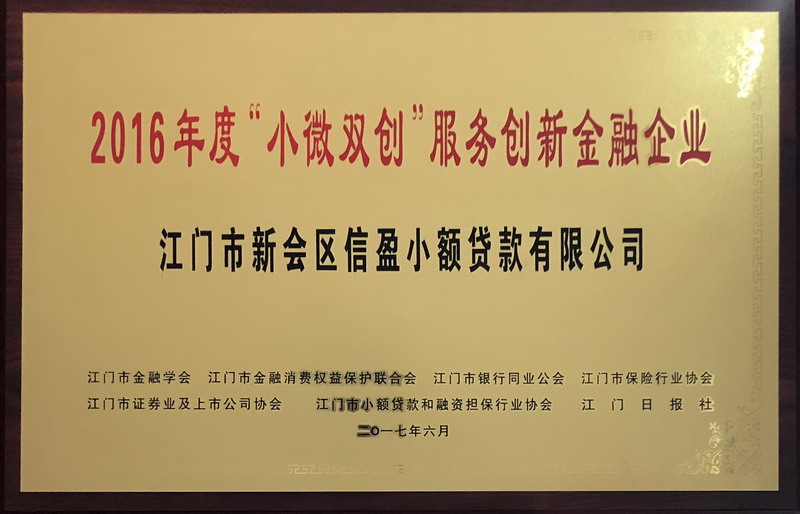 2016年度“小微双创”服务创新金融企业
江门市新会区信盈小额贷款有限公司
江门市金融学会 江门市金融消费权益保护联合会 江门市银行同业公会 江门市保险行业协会
江门市证券业及上市公司协会 江门市小额贷款和融资担保行业协会 江门日报社
二〇一七年六月